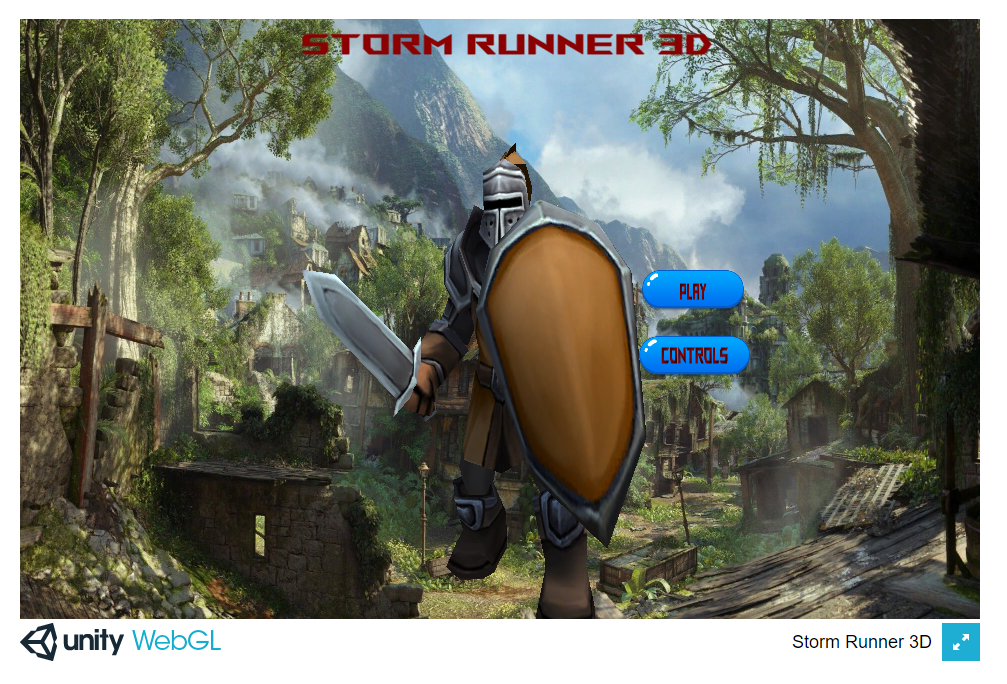 STORM RUNNER 3D
PLAY
CONTROLS
unity WebGL
Storm Runner 3D